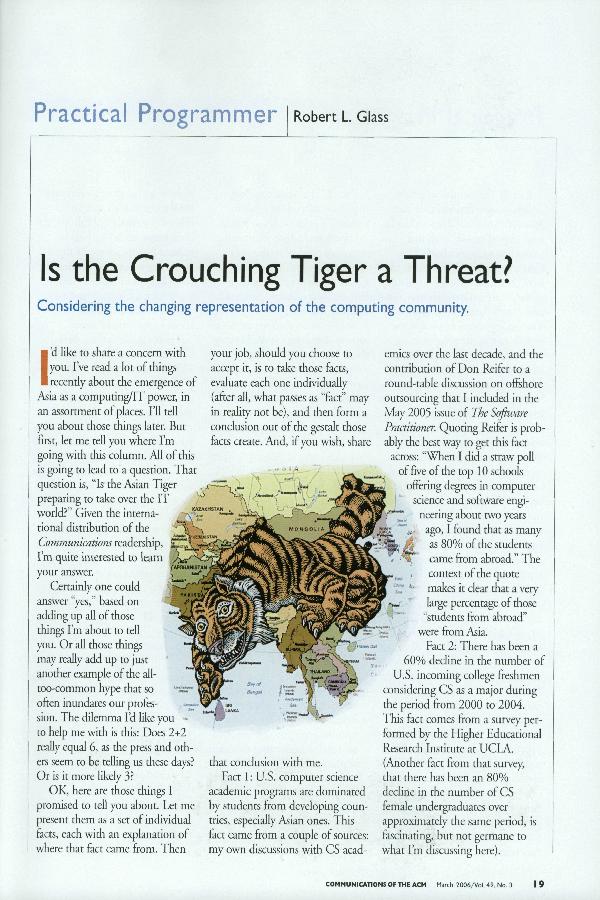 Practical Programmer | Robert L. Glass
Is the Crouching Tiger a Threat?
Considering the changing representation of the computing community.
I'd like to share a concern with
you. I've read a lot of things
recently about the emergence of
Asia as a computing/IT power, in
an assortment of places. I'll tell
you about those things later. But
first, let me tell you where I'm
going with this column. All of this
is going to lead to a question. That
question is, "Is the Asian Tiger
preparing to take over the IT
world?" Given the interna-
tional distribution of the
Communications readership,
I'm quite interested to learn
your answer.
Certainly one could
answer "yes," based on
adding up all of those
things I'm about to tell
you. Or all those things
may really add up to just
another example of the all-
too-common hype that so
often inundates our profes-
sion. The dilemma I'd like you
to help me with is this: Does 2+2
really equal 6, as the press and oth-
ers seem to be telling us these days?
Or is it more likely 3?
OK, here are those things I
promised to tell you about. Let me
present them as a set of individual
facts, each with an explanation of
where that fact came from. Then
your job, should you choose to
accept it, is to take those facts,
evaluate each one individually
(after all, what passes as "fact" may
in reality not be), and then form a
conclusion out of the gestalt those
facts create. And, if you wish, share
KAZAKHSTAN
MONGOLIA
AFGHANISTAN
Bay of
Bengal
SRI
LANKA
THAILAND
that conclusion with me.
Fact 1: U.S. computer science
academic programs are dominated
by students from developing coun-
tries, especially Asian ones. This
fact came from a couple of sources:
my own discussions with CS acad-
emics over the last decade, and the
contribution of Don Reifer to a
round-table discussion on offshore
outsourcing that I included in the
May 2005 issue of The Software
Practitioner. Quoting Reifer is prob-
ably the best way to get this fact
across: "When I did a straw poll
of five of the top 10 schools
offering degrees in computer
science and software engi-
neering about two years
ago, I found that as many
as 80% of the students
came from abroad." The
context of the quote
makes it clear that a very
large percentage of those
"students from abroad"
were from Asia.
Fact 2: There has been a
60% decline in the number of
U.S. incoming college freshmen
considering CS as a major during
the period from 2000 to 2004.
This fact comes from a survey per-
formed by the Higher Educational
Research Institute at UCLA.
(Another fact from that survey,
that there has been an 80%
decline in the number of CS
female undergraduates over
approximately the same period, is
fascinating, but not germane to
what I'm discussing here).
COMMUNICATIONS OF THE ACM March 2006/Vol. 49, No. 3 19